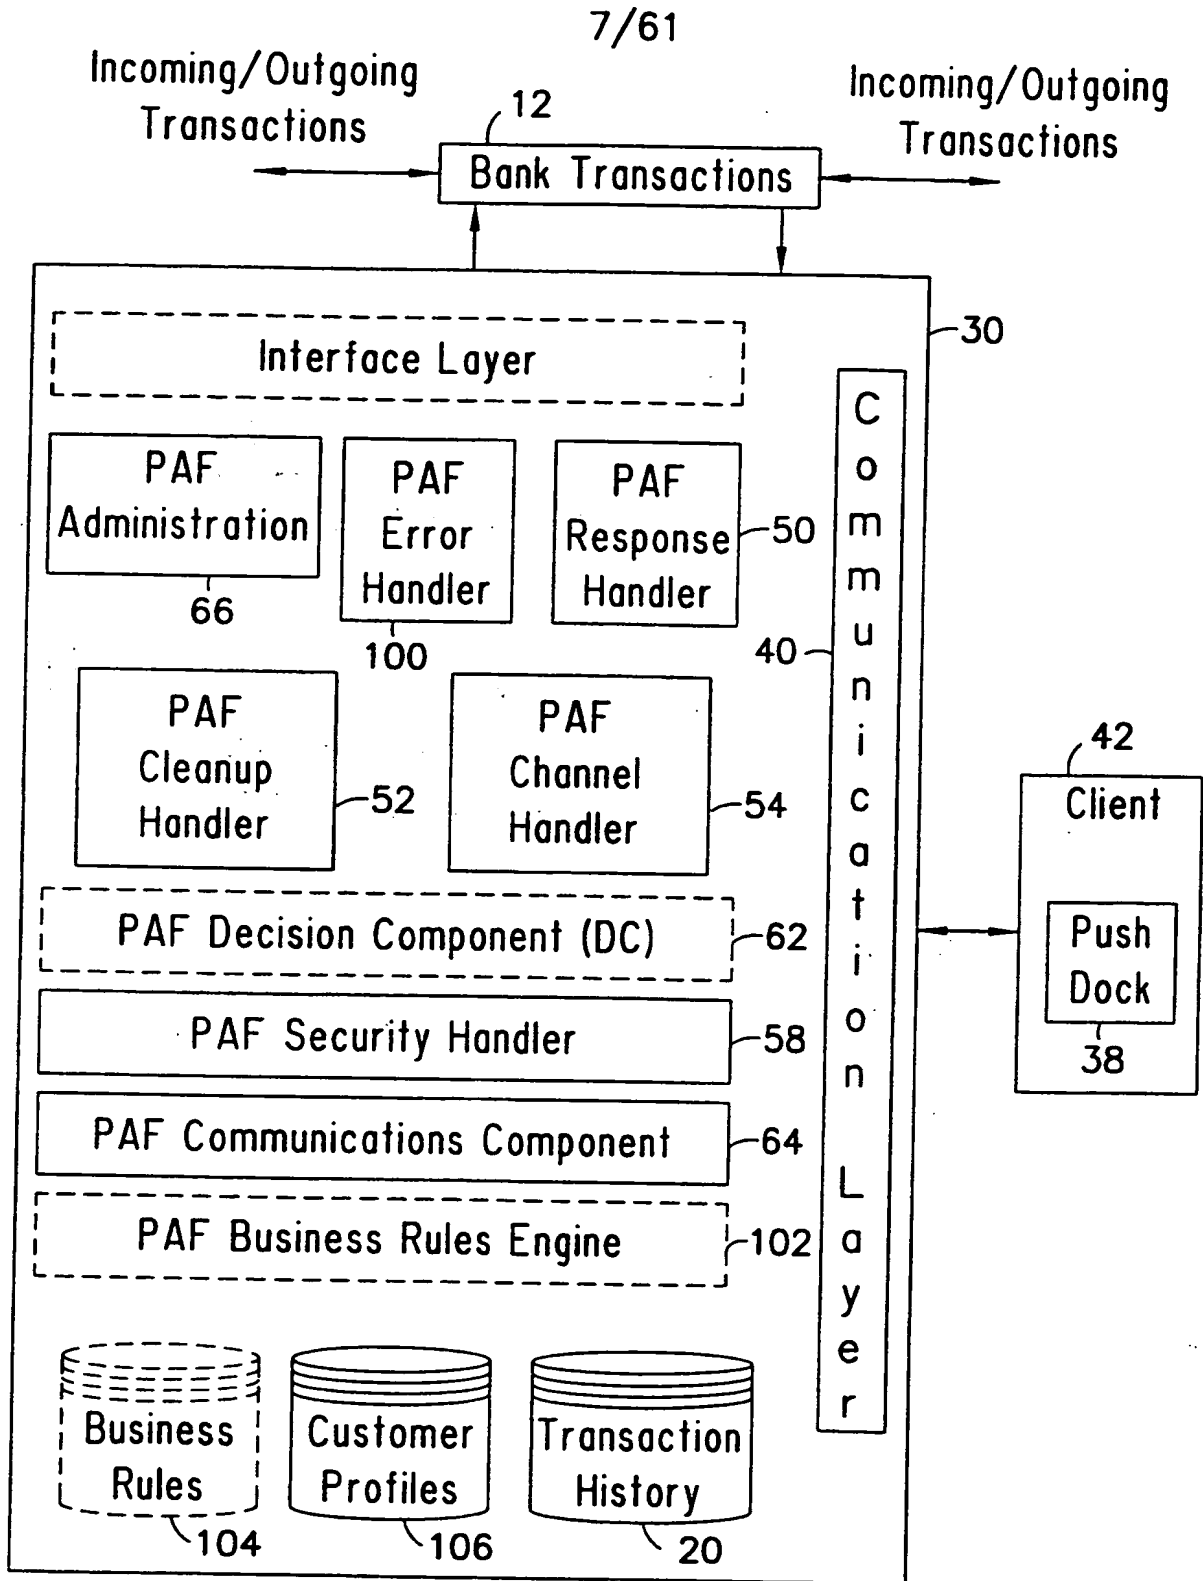 7/61
Incoming/Outgoing
Transactions
12
Bank Transactions
Incoming/Outgoing
Transactions
30
Interface Layer
PAF
Administration
66
PAF
Error
Handler
100
PAF
Response
Handler
50
PAF
Cleanup
Handler
52
PAF
Channel
Handler
54
40
Communication Layer
PAF Decision Component (DC)
62
PAF Security Handler
58
PAF Communications Component
64
PAF Business Rules Engine
102
Business
Rules
104
Customer
Profiles
106
Transaction
History
20
42
Client
Push
Dock
38